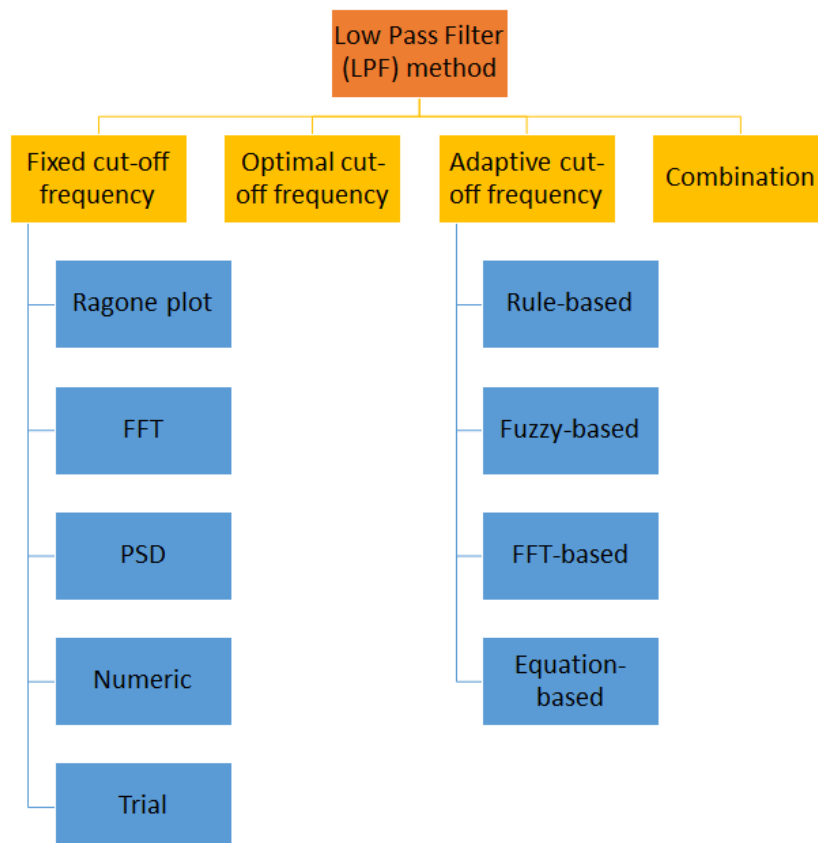 Low Pass Filter
(LPF) method
Fixed cut-off
frequency
Optimal cut-
off frequency
Adaptive cut-
off frequency
Combination
Ragone plot
FFT
PSD
Numeric
Trial
Rule-based
Fuzzy-based
FFT-based
Equation-
based